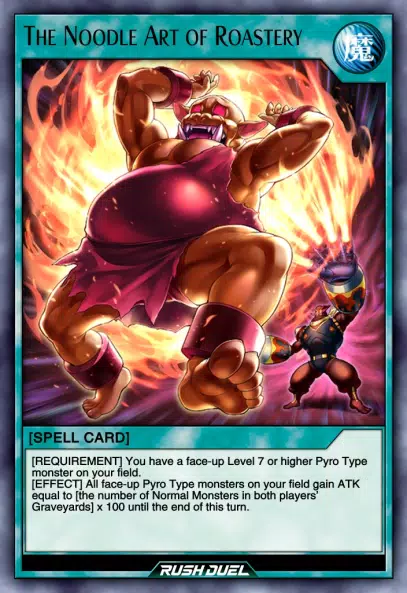 The Noodle Art of Roastery
魔
[SPELL CARD]
[REQUIREMENT] You have a face-up Level 7 or higher Pyro Type
monster on your field.
[EFFECT] All face-up Pyro Type monsters on your field gain ATK
equal to [the number of Normal Monsters in both players'
Graveyards] x 100 until the end of this turn.
RUSH DUEL